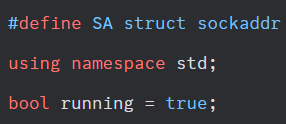 #define SA struct sockaddr
using namespace std;
bool running = true;